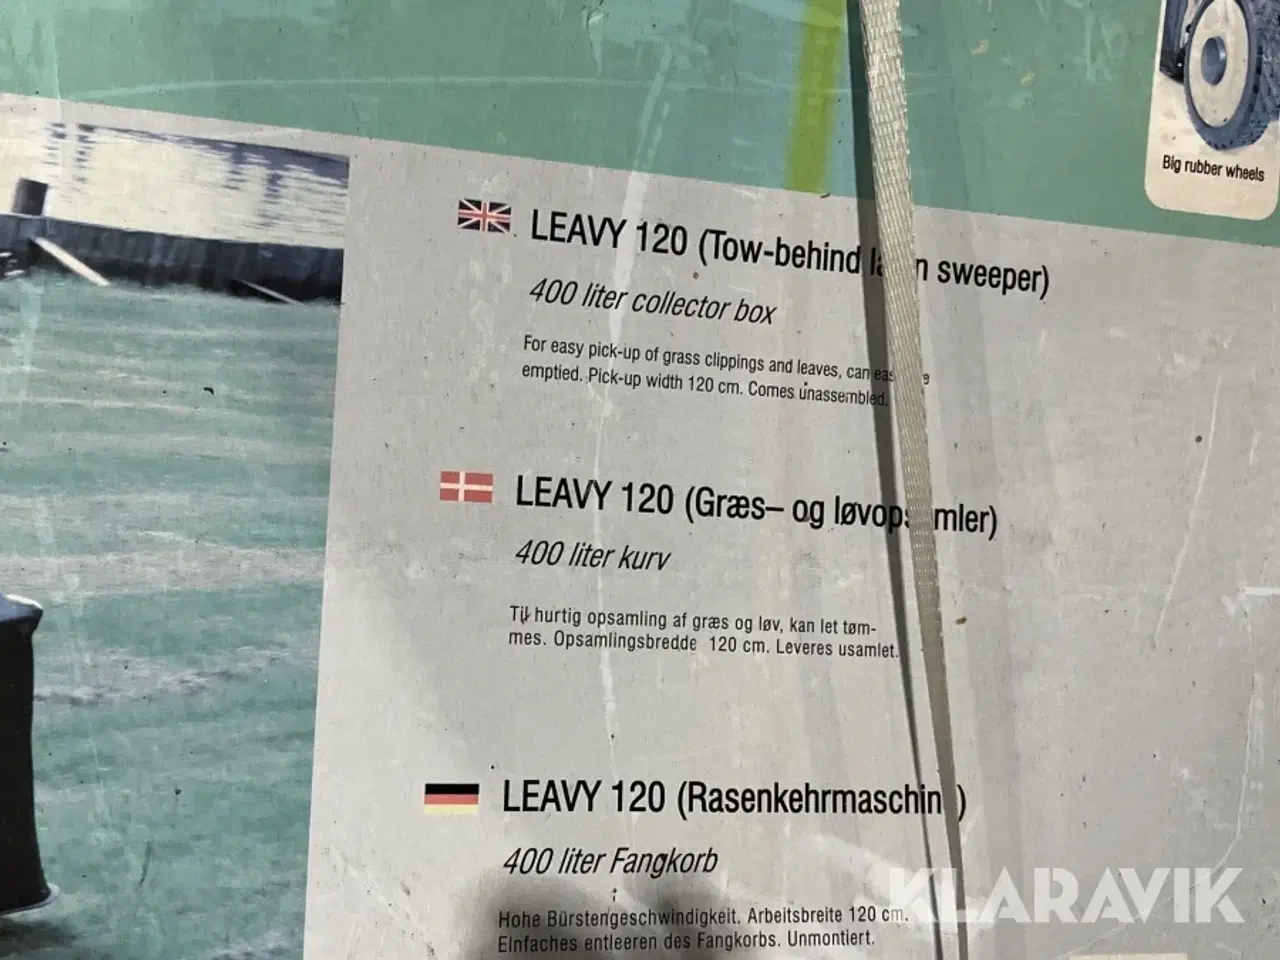 Big rubber wheels
LEAVY 120 (Tow-behind sweeper)
400 liter collector box
For easy pick-up of grass clippings and leaves, can
emptied. Pick-up width 120 cm. Comes unassembled.
LEAVY 120 (Græs– og
400 liter kurv
Til hurtig opsamling af græs og løv, kan let tøm-
mes. Opsamlingsbredde 120 cm. Leveres usamlet.
LEAVY 120 (Rasenkehrmaschin )
400 liter Fangkorb
Hohe Bürstengeschwindigkeit. Arbeitsbreite 120 cm.
Einfaches entleeren des Fangkorbs. Unmontiert.
KLARAVIK